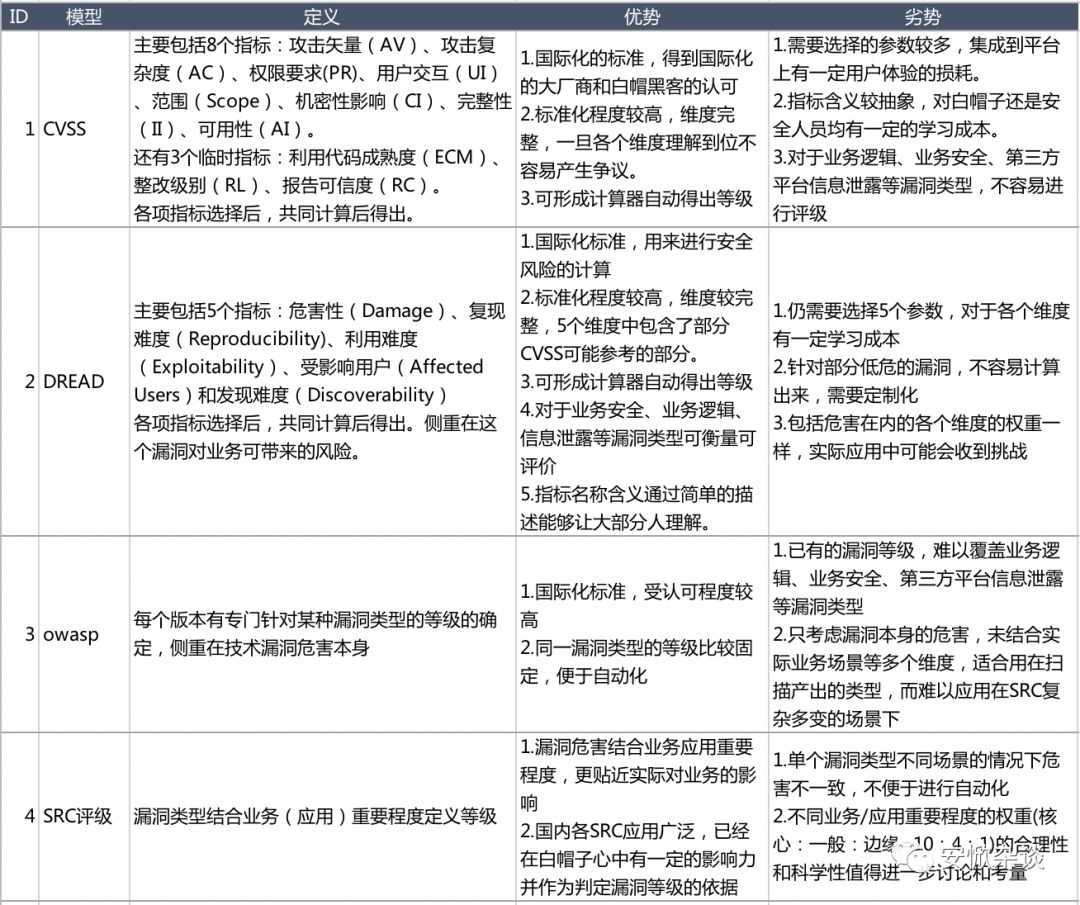 ID 模型 定义 优势 劣势
1 CVSS
主要包括8个指标：攻击矢量（AV）、攻击复
杂度（AC）、权限要求(PR)、用户交互（UI）
、范围（Scope）、机密性影响（CI）、完整性
（II）、可用性（AI）。
还有3个临时指标：利用代码成熟度（ECM）、
整改级别（RL）、报告可信度（RC）。
各项指标选择后，共同计算后得出。
1.国际化的标准，得到国际化
的大厂商和白帽黑客的认可
2.标准化程度较高，维度完
整，一旦各个维度理解到位不
容易产生争议。
3.可形成计算器自动得出等级
1.需要选择的参数较多，集成到平台
上有一定用户体验的损耗。
2.指标含义较抽象，对白帽子还是安
全人员均有一定的学习成本。
3.对于业务逻辑、业务安全、第三方
平台信息泄露等漏洞类型，不容易进
行评级
2 DREAD
主要包括5个指标：危害性（Damage）、复现
难度（Reproducibility)、利用难度
（Exploitability）、受影响用户（Affected
Users）和发现难度（Discoverability）
各项指标选择后，共同计算后得出。侧重在这
个漏洞对业务可带来的风险。
1.国际化标准，用来进行安全
风险的计算
2.标准化程度较高，维度较完
整，5个维度中包含了部分
CVSS可能参考的部分。
3.可形成计算器自动得出等级
4.对于业务安全、业务逻辑、
信息泄露等漏洞类型可衡量可
评价
5.指标名称含义通过简单的描
述能够让大部分人理解。
1.仍需要选择5个参数，对于各个维度
有一定学习成本
2.针对部分低危的漏洞，不容易计算
出来，需要定制化
3.包括危害在内的各个维度的权重一
样，实际应用中可能会收到挑战
3 owasp
每个版本有专门针对某种漏洞类型的等级的确
定，侧重在技术漏洞危害本身
1.国际化标准，受认可程度较
高
2.同一漏洞类型的等级比较固
定，便于自动化
1.已有的漏洞等级，难以覆盖业务逻
辑、业务安全、第三方平台信息泄露
等漏洞类型
2.只考虑漏洞本身的危害，未结合实
际业务场景等多个维度，适合用在扫
描产出的类型，而难以应用在SRC复
杂多变的场景下
4 SRC评级
漏洞类型结合业务（应用）重要程度定义等级
1.漏洞危害结合业务应用重要
程度，更贴近实际对业务的影
响
2.国内各SRC应用广泛，已经
在白帽子心中有一定的影响力
并作为判定漏洞等级的依据
1.单个漏洞类型不同场景的情况下危
害不一致，不便于进行自动化
2.不同业务/应用重要程度的权重(核
心：一般：边缘=10：4：1)的合理性
和科学性值得进一步讨论和考量